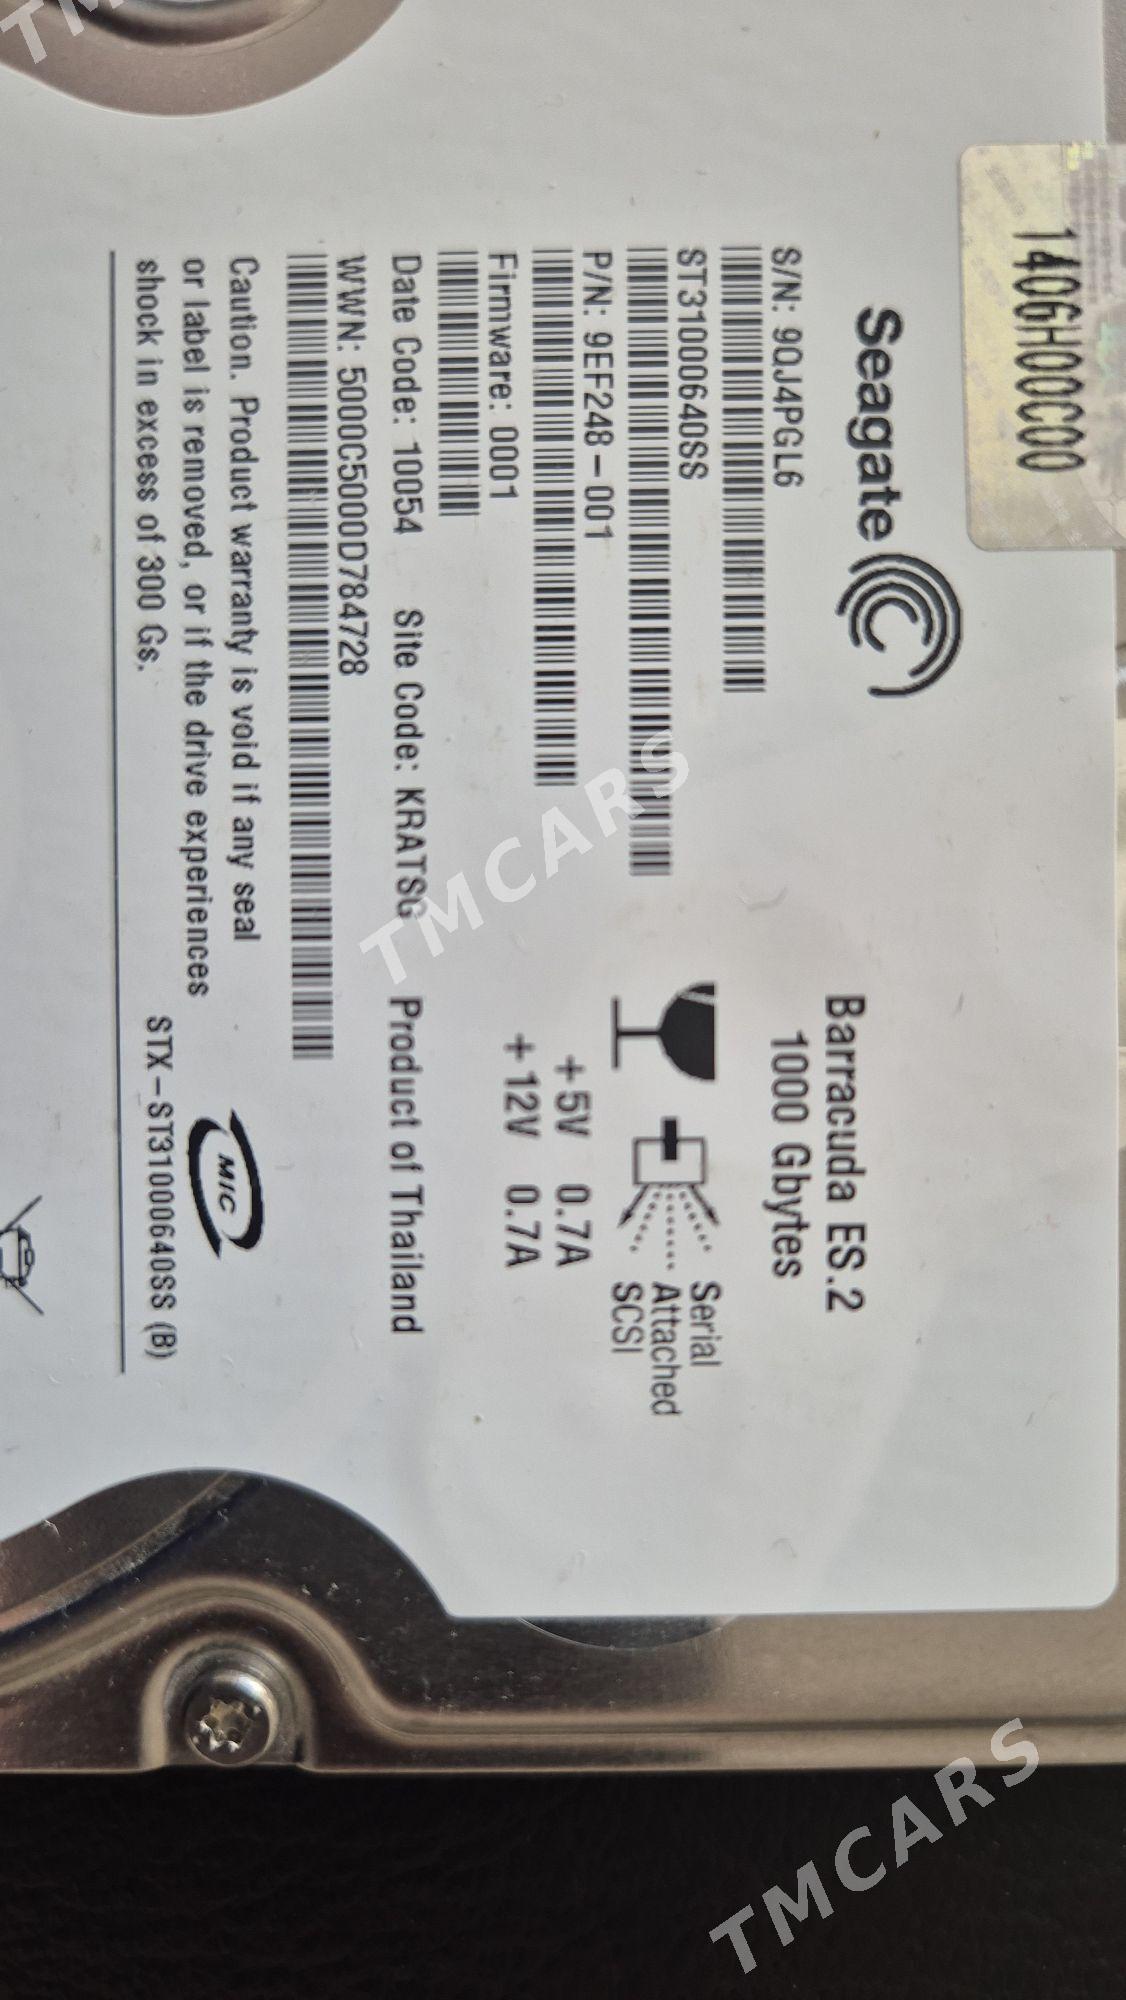 140GH00C00
Seagate
Barracuda ES.2
1000 Gbytes
S/N: 9QJ4PGL6
ST31000640SS
Serial
Attached
SCSI
P/N: 9EF248-001
+5V 0.7A
+12V 0.7A
Firmware: 0001
Date Code: 10054 Site Code: KRATSG Product of Thailand
WWN: 5000C5000D784728
Caution. Product warranty is void if any seal
or label is removed, or if the drive experiences
shock in excess of 300 Gs.
MIC
STX-ST31000640SS (B)
TMCARS
TMCARS
TM